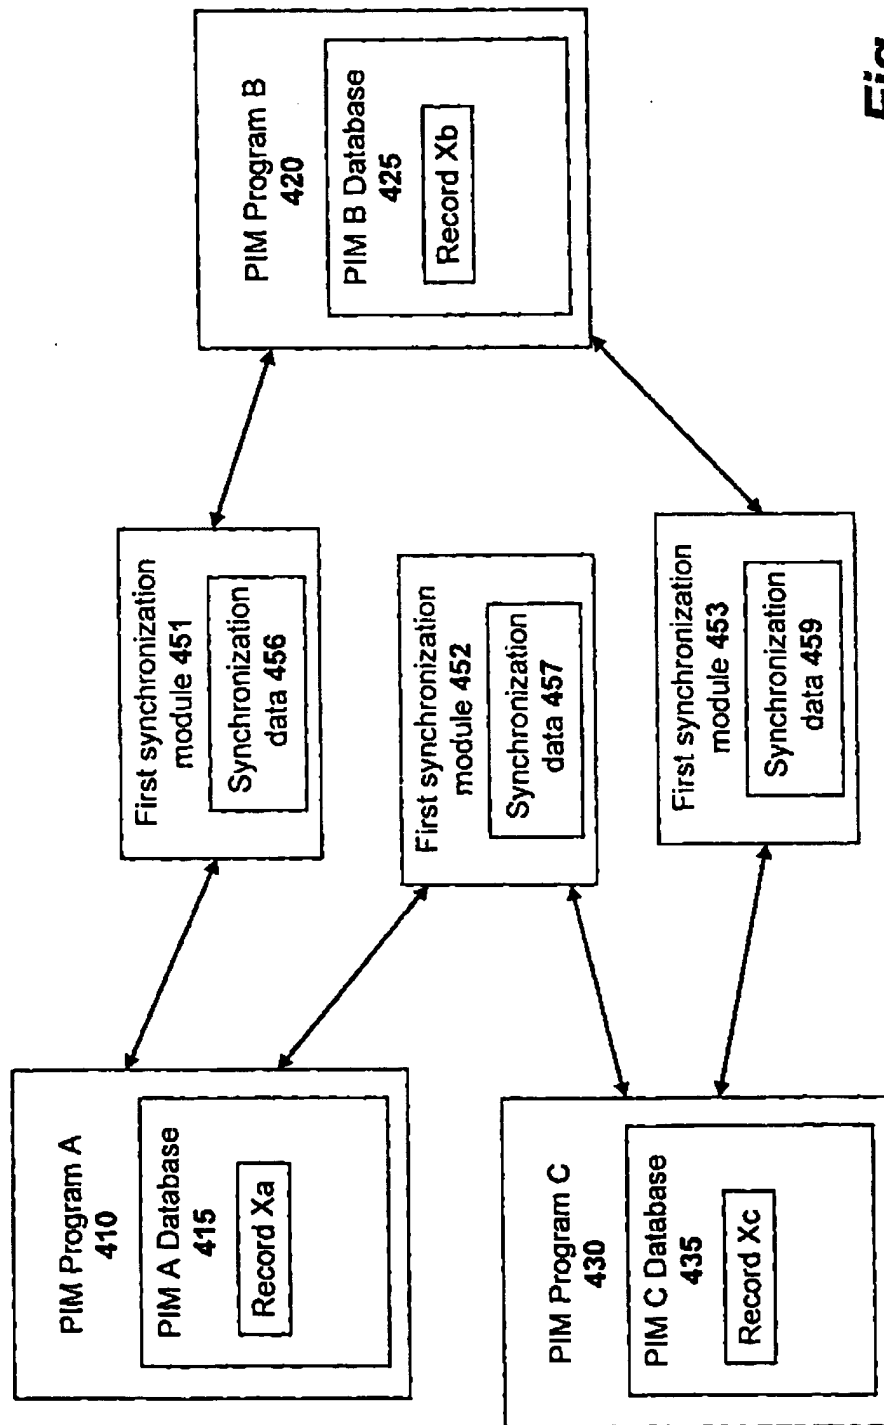 PIM Program A
410
PIM A Database
415
Record Xa
First synchronization
module 451
Synchronization
data 456
PIM Program B
420
PIM B Database
425
Record Xb
First synchronization
module 452
Synchronization
data 457
PIM Program C
430
PIM C Database
435
Record Xc
First synchronization
module 453
Synchronization
data 459